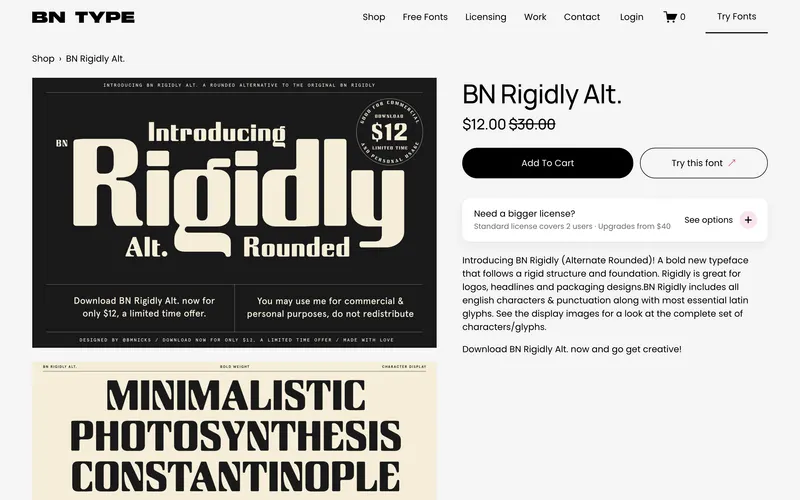 BN TYPE
Shop Free Fonts Licensing Work Contact Login 0 Try Fonts
Shop › BN Rigidly Alt.
INTRODUCING BN RIGIDLY ALT. A ROUNDED ALTERNATIVE TO THE ORIGINAL BN RIGIDLY
GOOD FOR COMMERCIAL
AND PERSONAL USAGE
DOWNLOAD
$12
LIMITED TIME
BN
Introducing
Rigidly
Alt. Rounded
Download BN Rigidly Alt. now for
only $12, a limited time offer.
You may use me for commercial &
personal purposes, do not redistribute
DESIGNED BY @BMNICKS / DOWNLOAD NOW FOR ONLY $12, A LIMITED TIME OFFER / MADE WITH LOVE
BN RIGIDLY ALT. BOLD WEIGHT CHARACTER DISPLAY
MINIMALISTIC
PHOTOSYNTHESIS
CONSTANTINOPLE
BN Rigidly Alt.
$12.00 $30.00
Add To Cart
Try this font ↗
Need a bigger license?
Standard license covers 2 users · Upgrades from $40
See options +
Introducing BN Rigidly (Alternate Rounded)! A bold new typeface
that follows a rigid structure and foundation. Rigidly is great for
logos, headlines and packaging designs.BN Rigidly includes all
english characters & punctuation along with most essential latin
glyphs. See the display images for a look at the complete set of
characters/glyphs.
Download BN Rigidly Alt. now and go get creative!